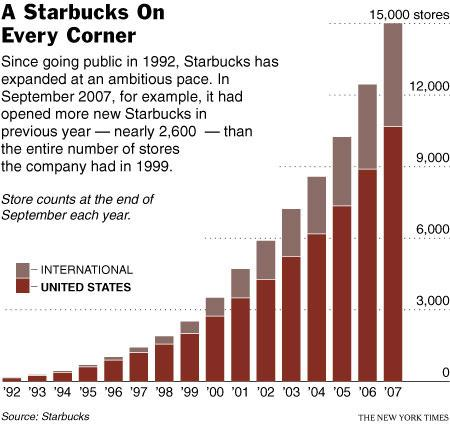 A Starbucks On
Every Corner
Since going public in 1992, Starbucks has
expanded at an ambitious pace. In
September 2007, for example, it had
opened more new Starbucks in
previous year — nearly 2,600 — than
the entire number of stores
the company had in 1999.
Store counts at the end of
September each year.
INTERNATIONAL
UNITED STATES
15,000 stores
12,000
9,000
6,000
3,000
0
'92 '93 '94 '95 '96 '97 '98 '99 '00 '01 '02 '03 '04 '05 '06 '07
Source: Starbucks
THE NEW YORK TIMES